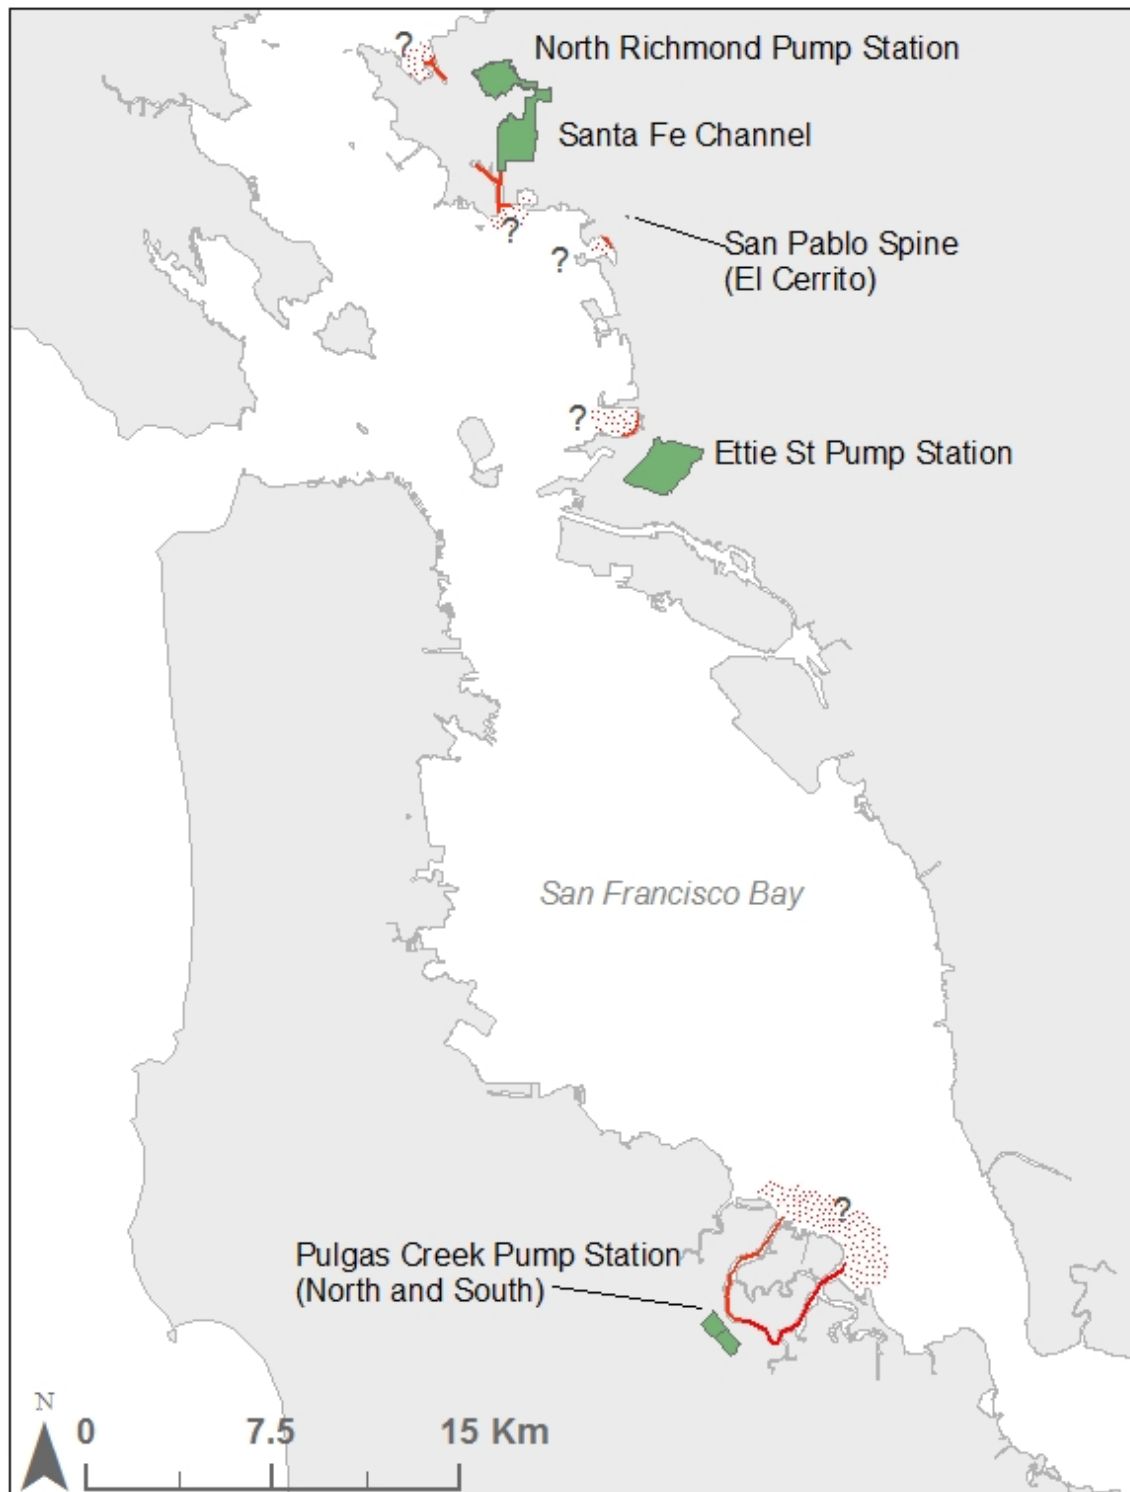 ?
North Richmond Pump Station
Santa Fe Channel
?
San Pablo Spine
(El Cerrito)
?
?
Ettie St Pump Station
San Francisco Bay
?
Pulgas Creek Pump Station
(North and South)
N
0 7.5 15 Km